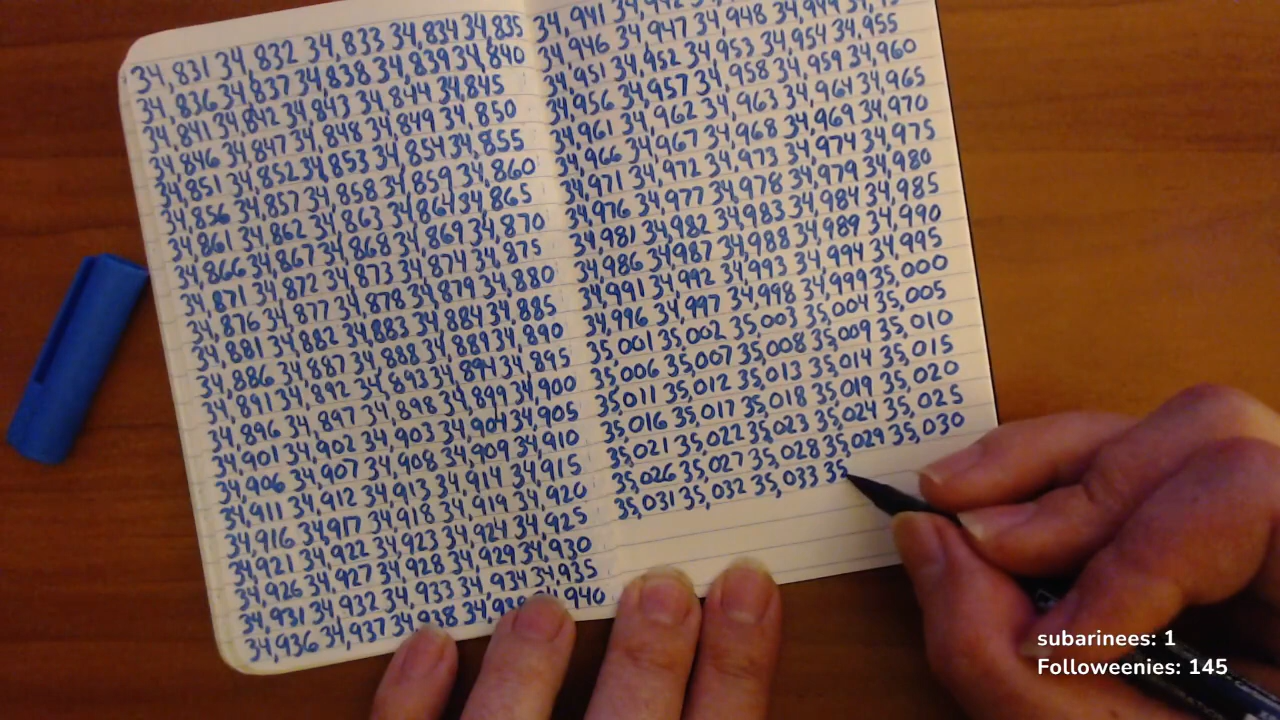 34,831 34,832 34,833 34,834 34,835
34,836 34,837 34,838 34,839 34,840
34,841 34,842 34,843 34,844 34,845
34,846 34,847 34,848 34,849 34,850
34,851 34,852 34,853 34,854 34,855
34,856 34,857 34,858 34,859 34,860
34,861 34,862 34,863 34,864 34,865
34,866 34,867 34,868 34,869 34,870
34,871 34,872 34,873 34,874 34,875
34,876 34,877 34,878 34,879 34,880
34,881 34,882 34,883 34,884 34,885
34,886 34,887 34,888 34,889 34,890
34,891 34,892 34,893 34,894 34,895
34,896 34,897 34,898 34,899 34,900
34,901 34,902 34,903 34,904 34,905
34,906 34,907 34,908 34,909 34,910
34,911 34,912 34,913 34,914 34,915
34,916 34,917 34,918 34,919 34,920
34,921 34,922 34,923 34,924 34,925
34,926 34,927 34,928 34,929 34,930
34,931 34,932 34,933 34,934 34,935
34,936 34,937 34,938 34,939 34,940
34,941 34,942
34,946 34,947 34,948 34,949
34,951 34,952 34,953 34,954 34,955
34,956 34,957 34,958 34,959 34,960
34,961 34,962 34,963 34,964 34,965
34,966 34,967 34,968 34,969 34,970
34,971 34,972 34,973 34,974 34,975
34,976 34,977 34,978 34,979 34,980
34,981 34,982 34,983 34,984 34,985
34,986 34,987 34,988 34,989 34,990
34,991 34,992 34,993 34,994 34,995
34,996 34,997 34,998 34,999 35,000
35,001 35,002 35,003 35,004 35,005
35,006 35,007 35,008 35,009 35,010
35,011 35,012 35,013 35,014 35,015
35,016 35,017 35,018 35,019 35,020
35,021 35,022 35,023 35,024 35,025
35,026 35,027 35,028 35,029 35,030
35,031 35,032 35,033 35,
subarinees: 1
Followeenies: 145